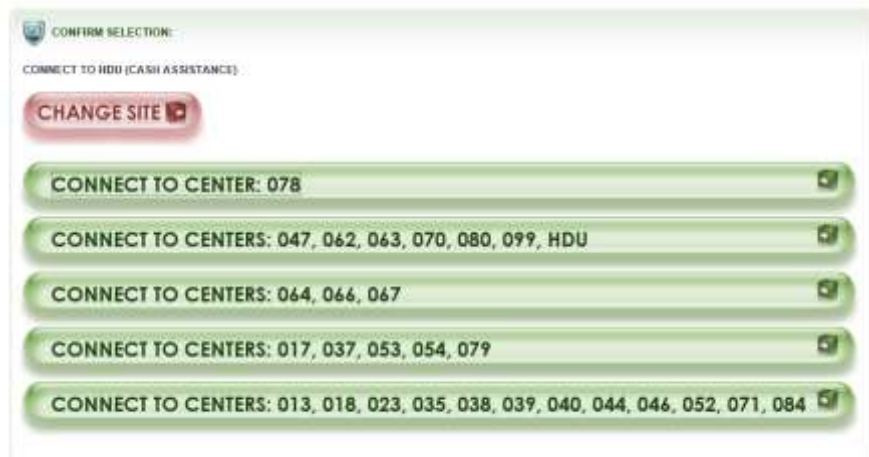 CONFIRM SELECTION:
CONNECT TO HDU (CASH ASSISTANCE)
CHANGE SITE
CONNECT TO CENTER: 078
CONNECT TO CENTERS: 047, 062, 063, 070, 080, 099, HDU
CONNECT TO CENTERS: 064, 066, 067
CONNECT TO CENTERS: 017, 037, 053, 054, 079
CONNECT TO CENTERS: 013, 018, 023, 035, 038, 039, 040, 044, 046, 052, 071, 084